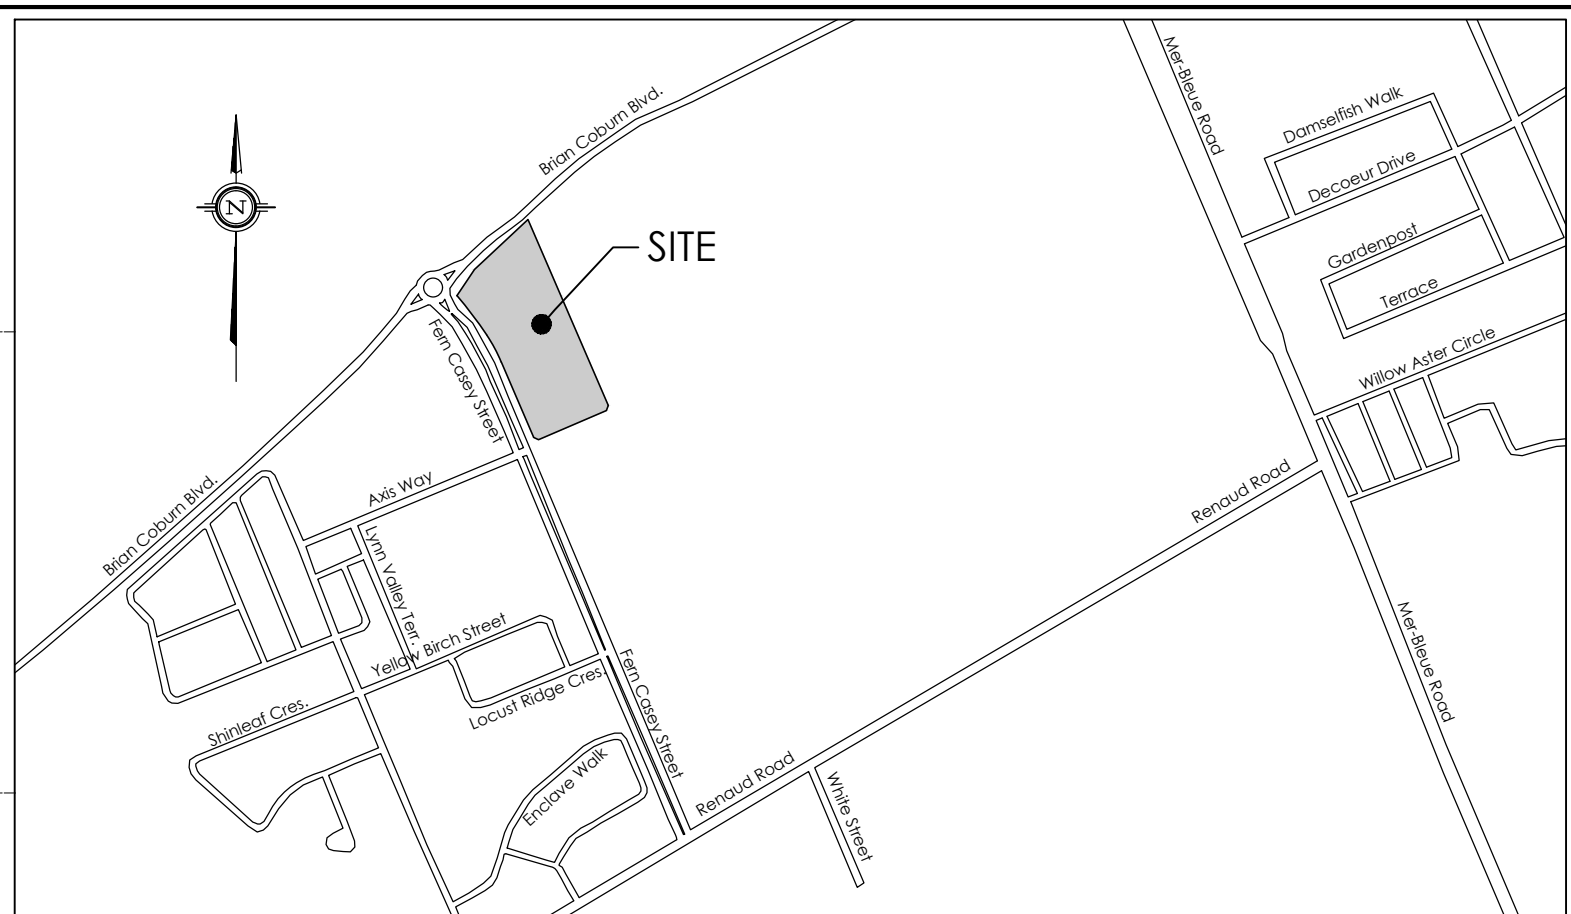 Mer-Bleue Road
Brian Coburn Blvd.
Damselfish Walk
Decoeur Drive
N
SITE
Gardenpost
Terrace
Fern Casey Street
Willow Aster Circle
Axis Way
Renaud Road
Brian Coburn Blvd.
Lynn Valley Terr.
Yellow Birch Street
Mer-Bleue Road
Fern Casey Street
Locust Ridge Cres.
Shinleaf Cres.
Enclave Walk
Renaud Road
White Street